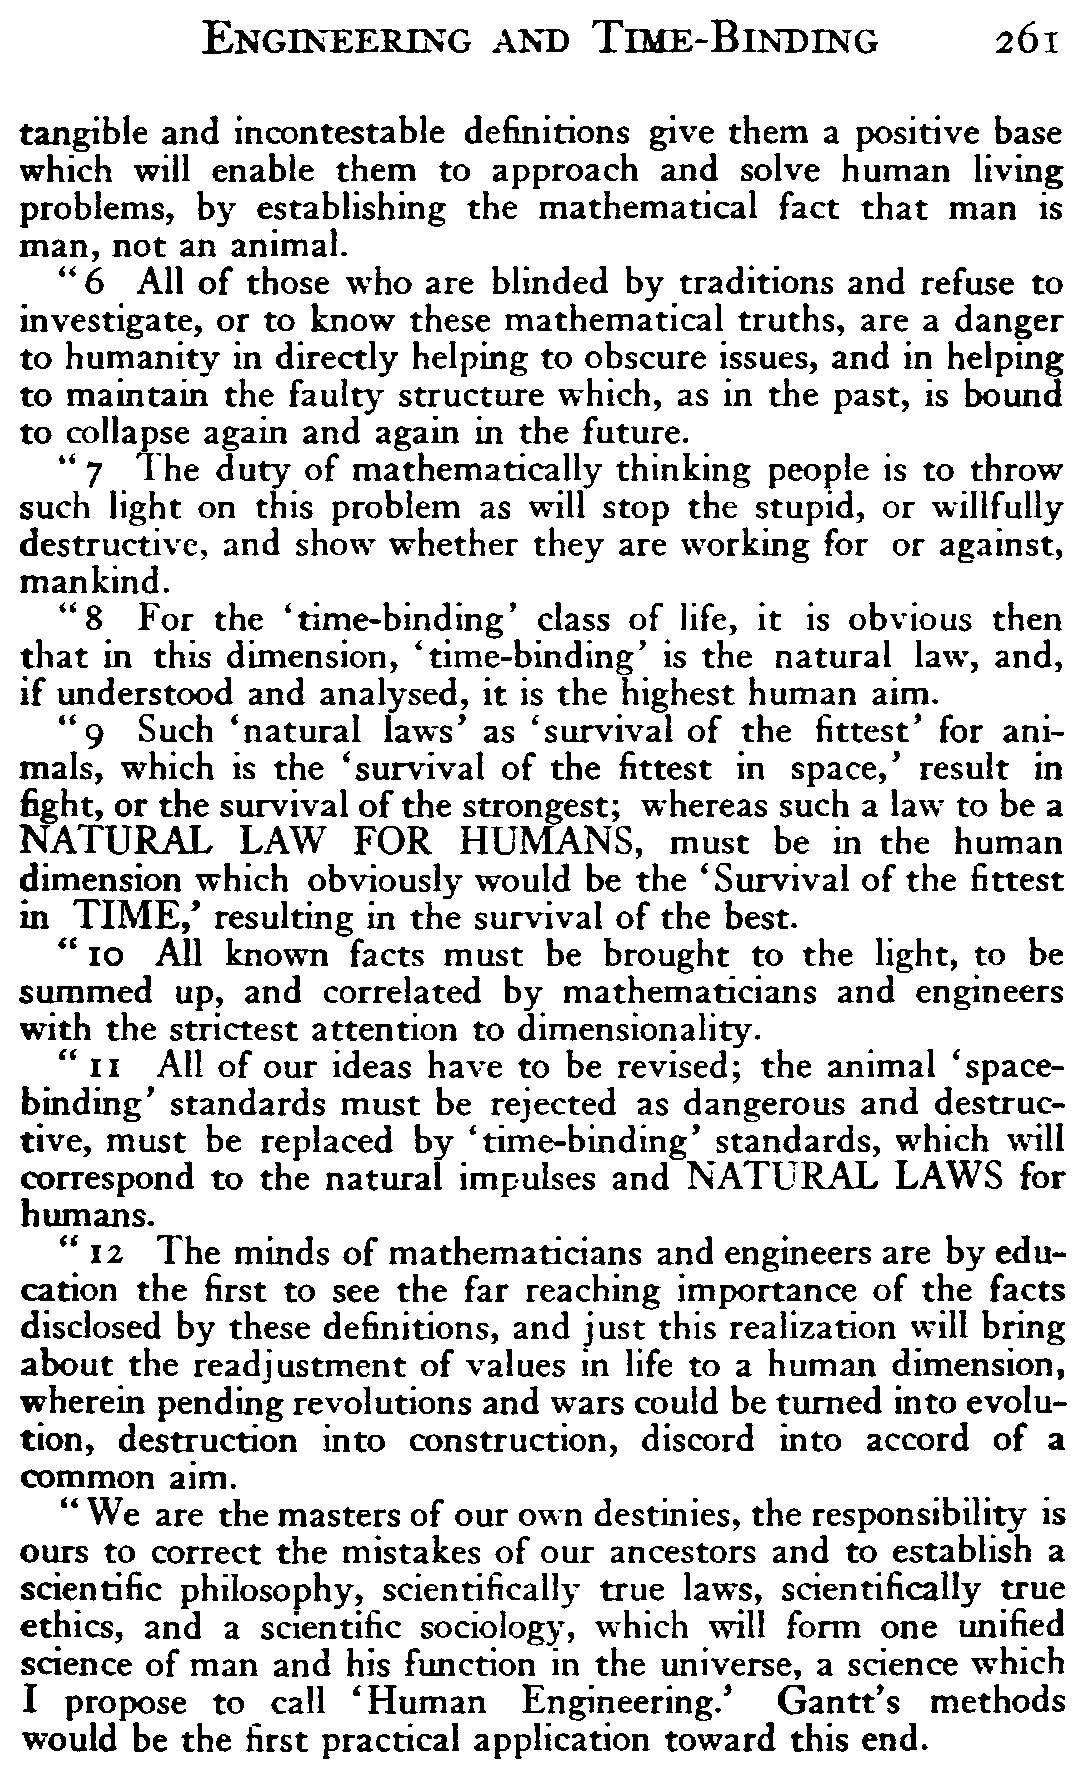 ENGINEERING AND TIME-BINDING 261
tangible and incontestable definitions give them a positive base
which will enable them to approach and solve human living
problems, by establishing the mathematical fact that man is
man, not an animal.
“6 All of those who are blinded by traditions and refuse to
investigate, or to know these mathematical truths, are a danger
to humanity in directly helping to obscure issues, and in helping
to maintain the faulty structure which, as in the past, is bound
to collapse again and again in the future.
“7 The duty of mathematically thinking people is to throw
such light on this problem as will stop the stupid, or willfully
destructive, and show whether they are working for or against,
mankind.
“8 For the ‘time-binding’ class of life, it is obvious then
that in this dimension, ‘time-binding’ is the natural law, and,
if understood and analysed, it is the highest human aim.
“9 Such ‘natural laws’ as ‘survival of the fittest’ for ani-
mals, which is the ‘survival of the fittest in space,’ result in
fight, or the survival of the strongest; whereas such a law to be a
NATURAL LAW FOR HUMANS, must be in the human
dimension which obviously would be the ‘Survival of the fittest
in TIME,’ resulting in the survival of the best.
“10 All known facts must be brought to the light, to be
summed up, and correlated by mathematicians and engineers
with the strictest attention to dimensionality.
“11 All of our ideas have to be revised; the animal ‘space-
binding’ standards must be rejected as dangerous and destruc-
tive, must be replaced by ‘time-binding’ standards, which will
correspond to the natural impulses and NATURAL LAWS for
humans.
“12 The minds of mathematicians and engineers are by edu-
cation the first to see the far reaching importance of the facts
disclosed by these definitions, and just this realization will bring
about the readjustment of values in life to a human dimension,
wherein pending revolutions and wars could be turned into evolu-
tion, destruction into construction, discord into accord of a
common aim.
“We are the masters of our own destinies, the responsibility is
ours to correct the mistakes of our ancestors and to establish a
scientific philosophy, scientifically true laws, scientifically true
ethics, and a scientific sociology, which will form one unified
science of man and his function in the universe, a science which
I propose to call ‘Human Engineering.’ Gantt’s methods
would be the first practical application toward this end.